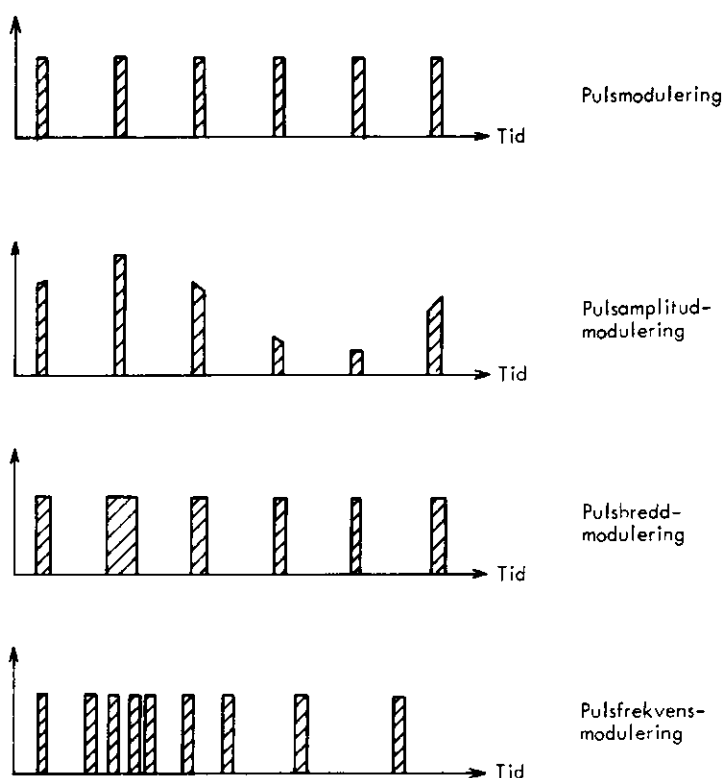 Tid
Pulsmodulering
Tid
Pulsamplitud-
modulering
Tid
Pulsbredd-
modulering
Tid
Pulsfrekvens-
modulering